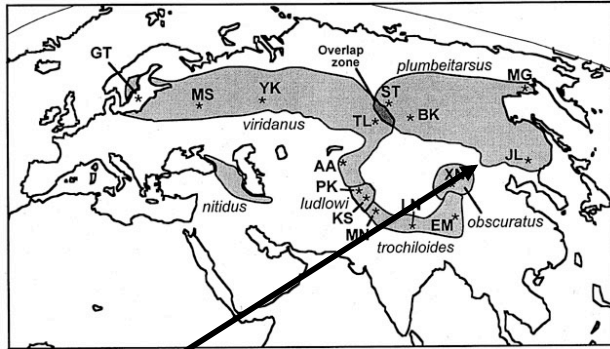 GT
MS
YK
viridanus
Overlap
zone
ST
TL
BK
plumbeitarsus
MG
JL
AA
PK
ludlowi
KS
MN
nitidus
LN
EM
XN
obscuratus
trochiloides